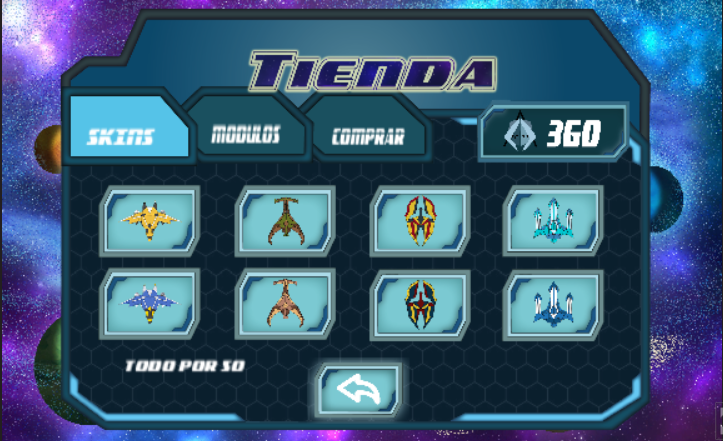 TIENDA
SKINS
MODULOS
COMPRAR
360
TODO POR 50